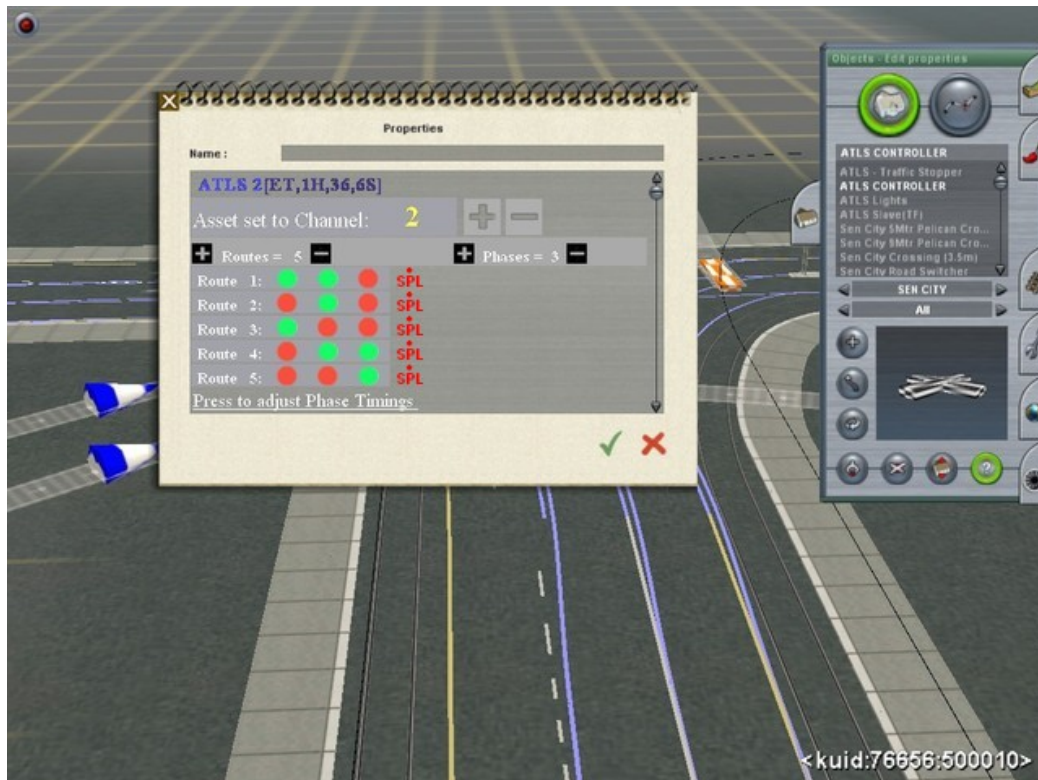 Properties
Name :
ATLS 2[ET,1H,36,6S]
Asset set to Channel: 2
Routes = 5 Phases = 3
Route 1: SPL
Route 2: SPL
Route 3: SPL
Route 4: SPL
Route 5: SPL
Press to adjust Phase Timings
Objects - Edit properties
ATLS CONTROLLER
ATLS - Traffic Stopper
ATLS CONTROLLER
ATLS Lights
ATLS Slave(TF)
Sen City 5Mtr Pelican Cro...
Sen City 8Mtr Pelican Cro...
Sen City Crossing (3.5m)
Sen City Road Switcher
SEN CITY
All
<kuid:76656:500010>